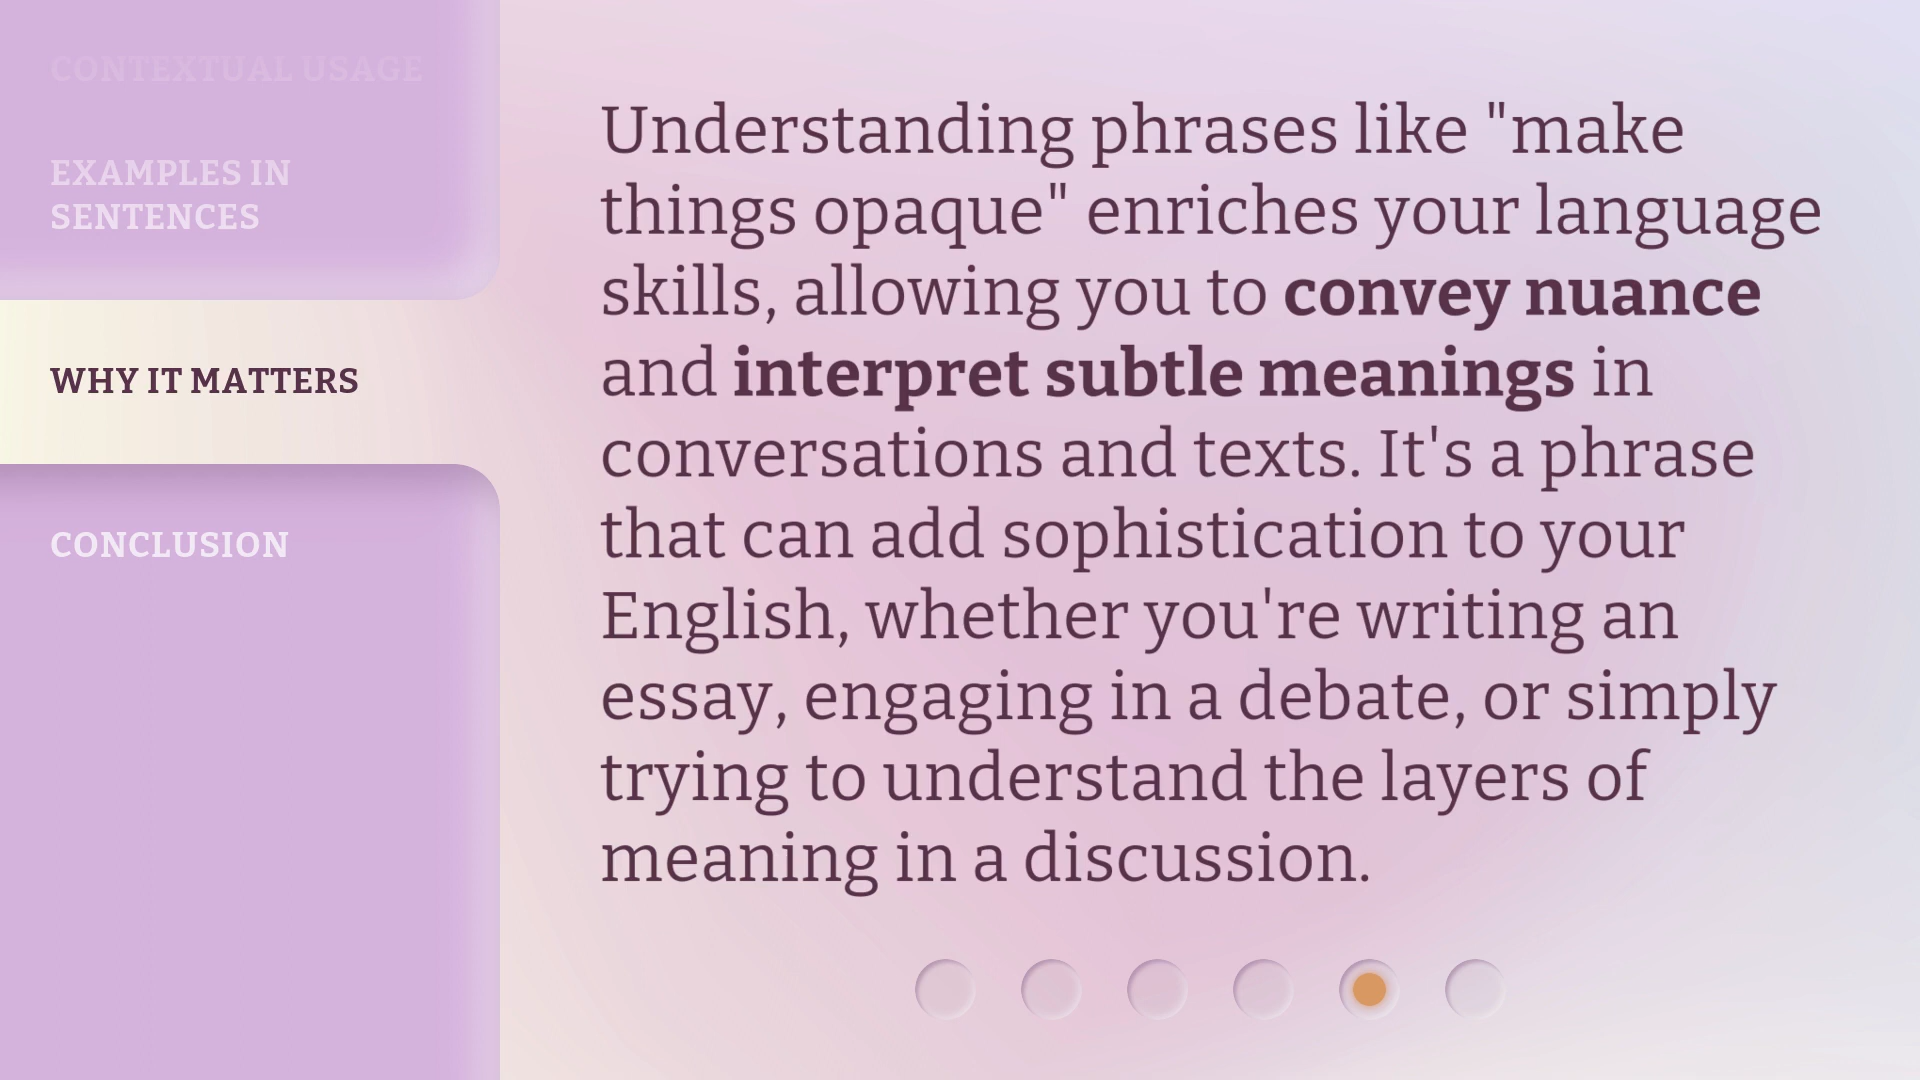 CONTEXTUAL USAGE
EXAMPLES IN
SENTENCES
WHY IT MATTERS
CONCLUSION
Understanding phrases like "make
things opaque" enriches your language
skills, allowing you to convey nuance
and interpret subtle meanings in
conversations and texts. It's a phrase
that can add sophistication to your
English, whether you're writing an
essay, engaging in a debate, or simply
trying to understand the layers of
meaning in a discussion.